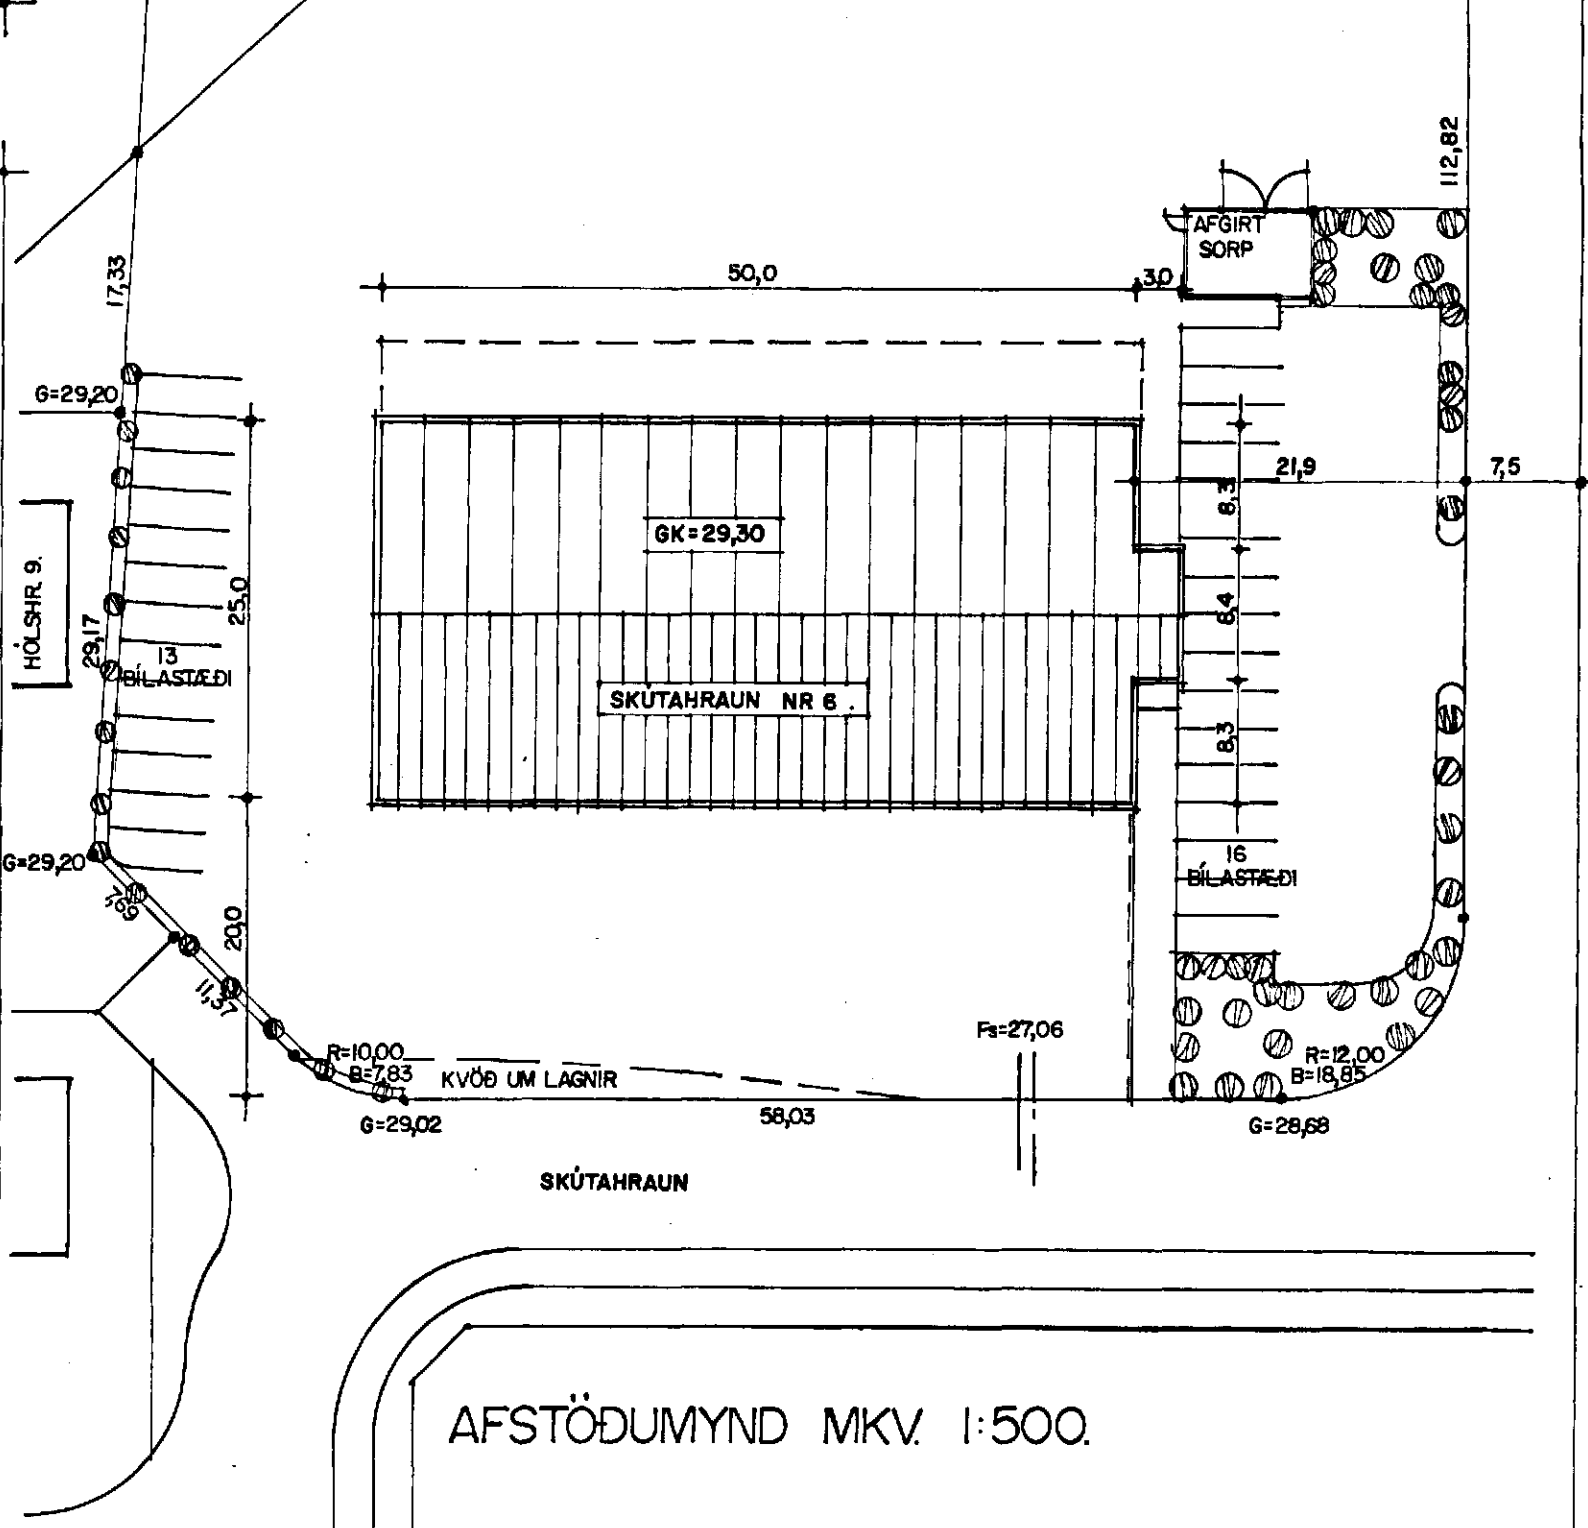 112,82
AFGIRT
SORP
17,33
50,0
3,0
G=29,20
21,9
7,5
8,3
GK=29,30
HÓLSHR. 9.
25,0
8,4
29,17
13
BÍLASTÆÐI
SKÚTAHRAUN NR 6 .
8,3
16
BÍLASTÆÐI
G=29,20
7,69
20,0
11,37
Fs=27,06
R=10,00
B=7,83
KVÖÐ UM LAGNIR
R=12,00
B=18,85
G=29,02
58,03
G=28,68
SKÚTAHRAUN
AFSTÖÐUMYND MKV. 1:500.